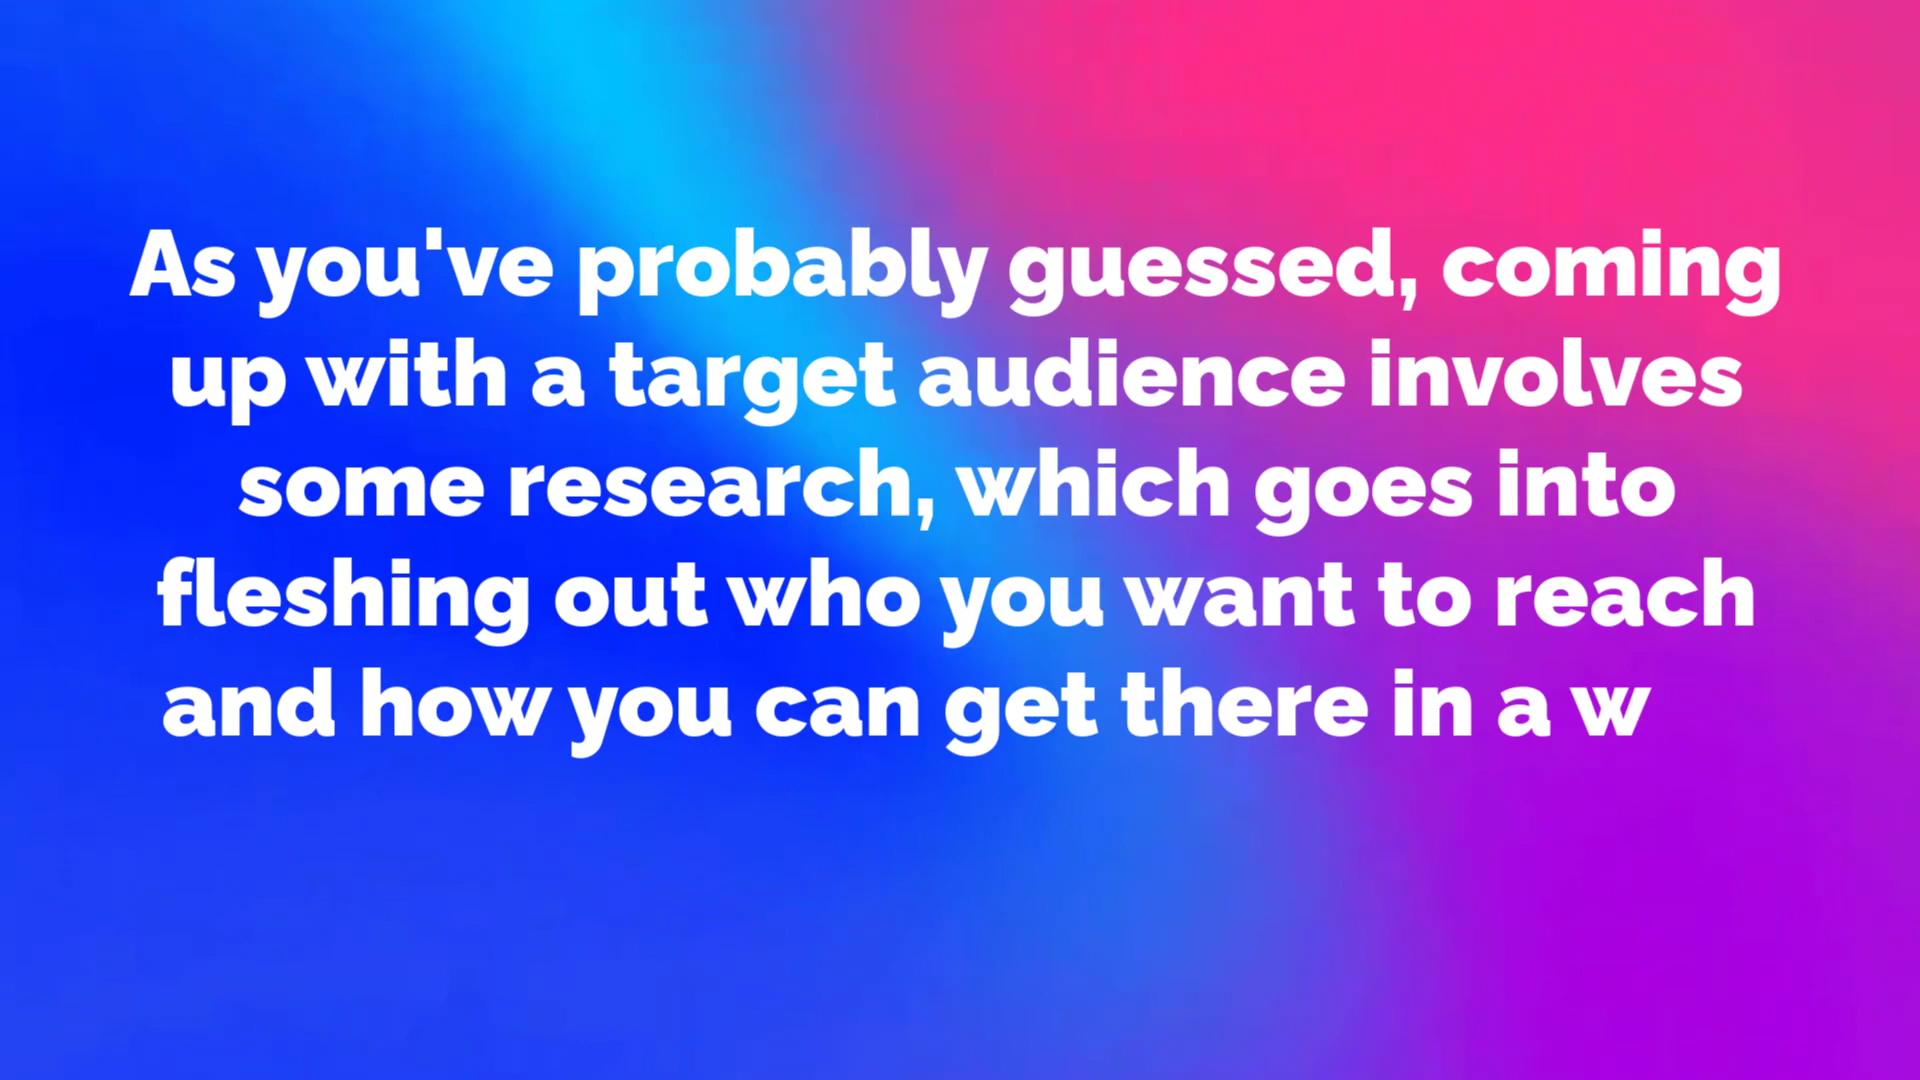 As you've probably guessed, coming
up with a target audience involves
some research, which goes into
fleshing out who you want to reach
and how you can get there in a w